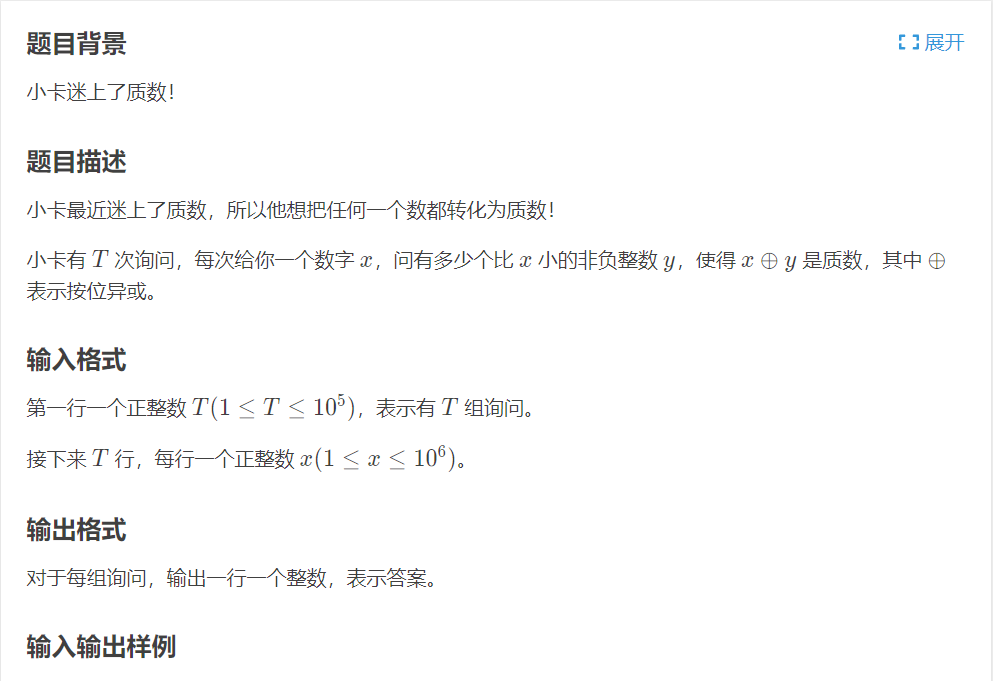 题目背景
展开
小卡迷上了质数！
题目描述
小卡最近迷上了质数，所以他想把任何一个数都转化为质数！
小卡有 T 次询问，每次给你一个数字 x，问有多少个比 x 小的非负整数 y，使得 x ⊕ y 是质数，其中 ⊕
表示按位异或。
输入格式
第一行一个正整数 T(1 ≤ T ≤ 10^5)，表示有 T 组询问。
接下来 T 行，每行一个正整数 x(1 ≤ x ≤ 10^6)。
输出格式
对于每组询问，输出一行一个整数，表示答案。
输入输出样例